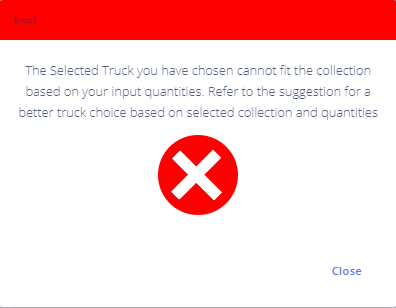 The Selected Truck you have chosen cannot fit the collection
based on your input quantities. Refer to the suggestion for a
better truck choice based on selected collection and quantities
Close